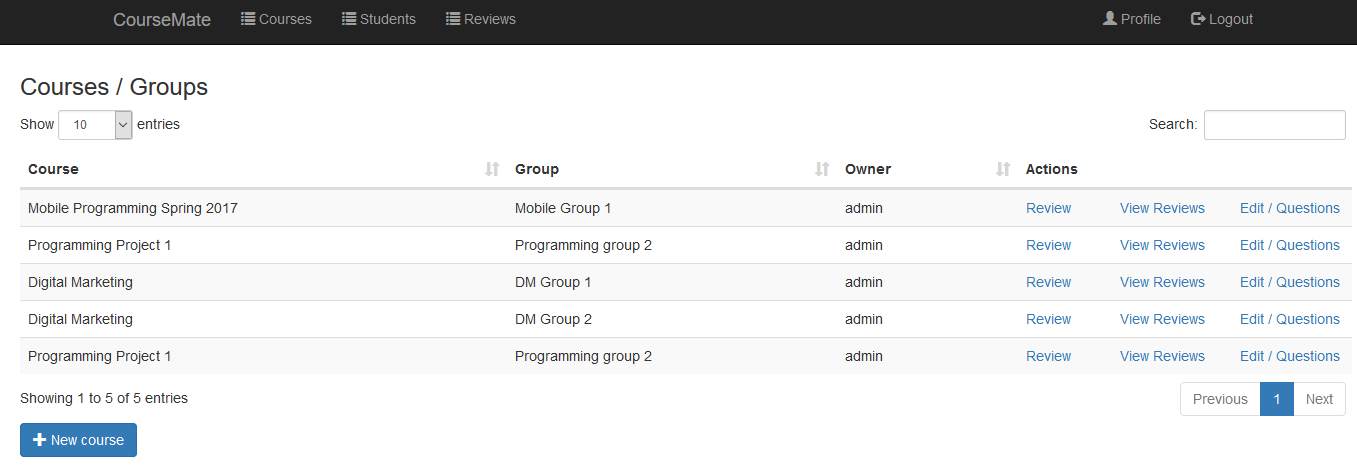 CourseMate Courses Students Reviews Profile Logout
Courses / Groups
Show 10 entries Search:
Course Group Owner Actions
Mobile Programming Spring 2017 Mobile Group 1 admin Review View Reviews Edit / Questions
Programming Project 1 Programming group 2 admin Review View Reviews Edit / Questions
Digital Marketing DM Group 1 admin Review View Reviews Edit / Questions
Digital Marketing DM Group 2 admin Review View Reviews Edit / Questions
Programming Project 1 Programming group 2 admin Review View Reviews Edit / Questions
Showing 1 to 5 of 5 entries Previous 1 Next
New course